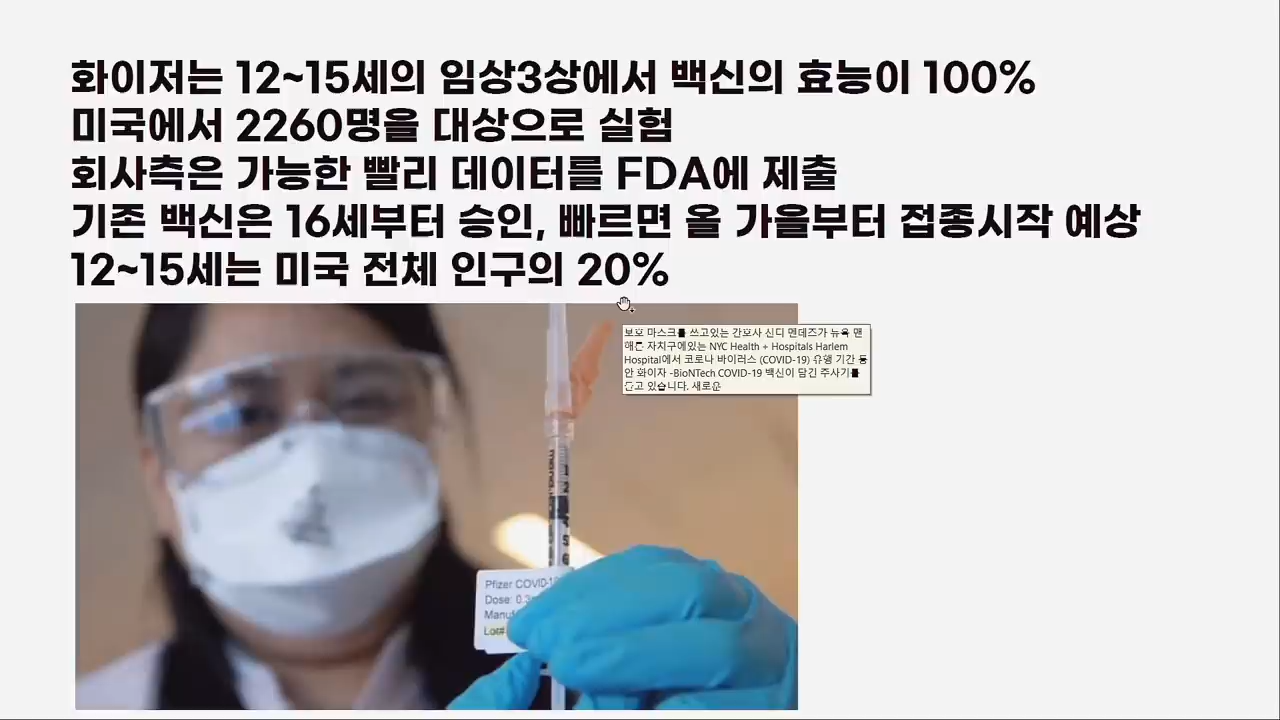 화이저는 12~15세의 임상3상에서 백신의 효능이 100%
미국에서 2260명을 대상으로 실험
회사측은 가능한 빨리 데이터를 FDA에 제출
기존 백신은 16세부터 승인, 빠르면 올 가을부터 접종시작 예상
12~15세는 미국 전체 인구의 20%
보호 마스크를 쓰고있는 간호사 신디 멘데즈가 뉴욕 맨
해튼 자치구에있는 NYC Health + Hospitals Harlem
Hospital에서 코로나 바이러스 (COVID-19) 유행 기간 동
안 화이자 -BioNTech COVID-19 백신이 담긴 주사기를
들고 있습니다. 새로운
Pfizer COVID-1
Dose: 0.3
Manuf
Lot#